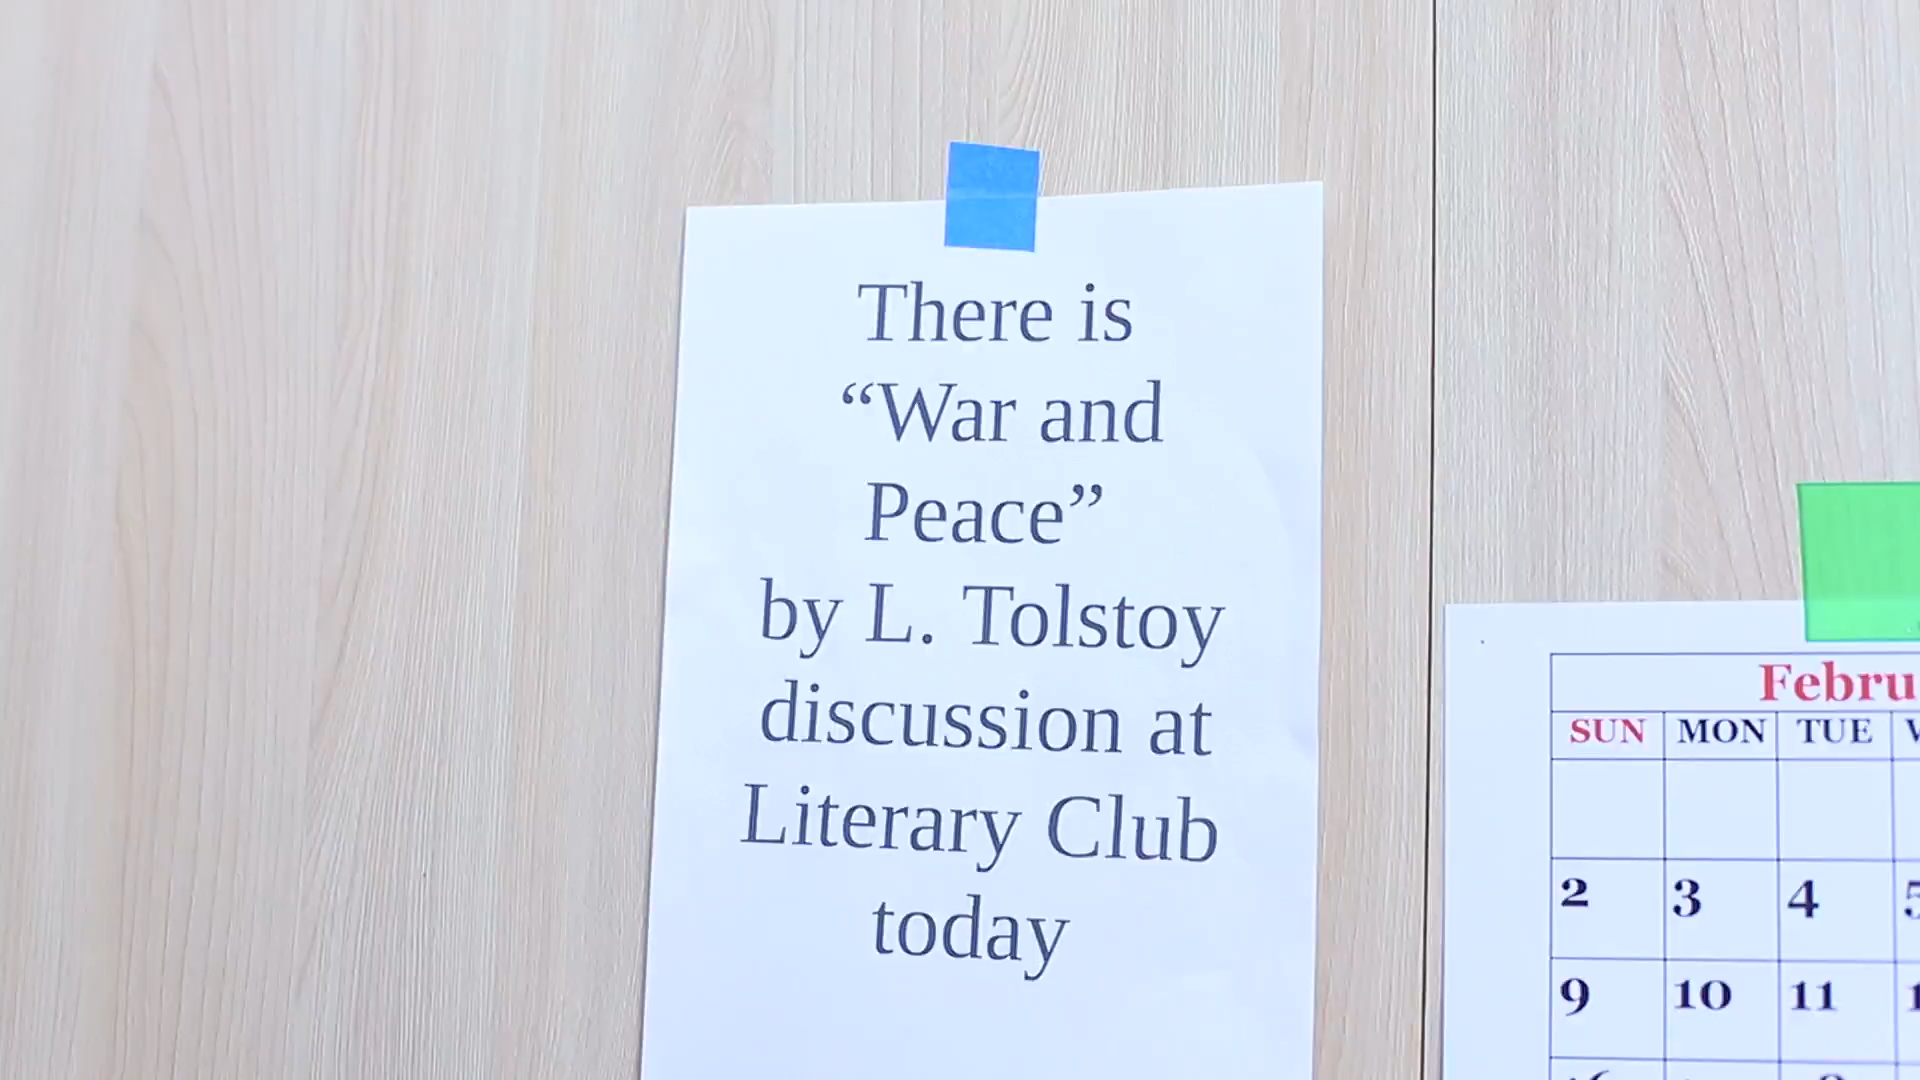 There is
“War and
Peace”
by L. Tolstoy
discussion at
Literary Club
today
Febru
SUN MON TUE
2 3 4 5
9 10 11